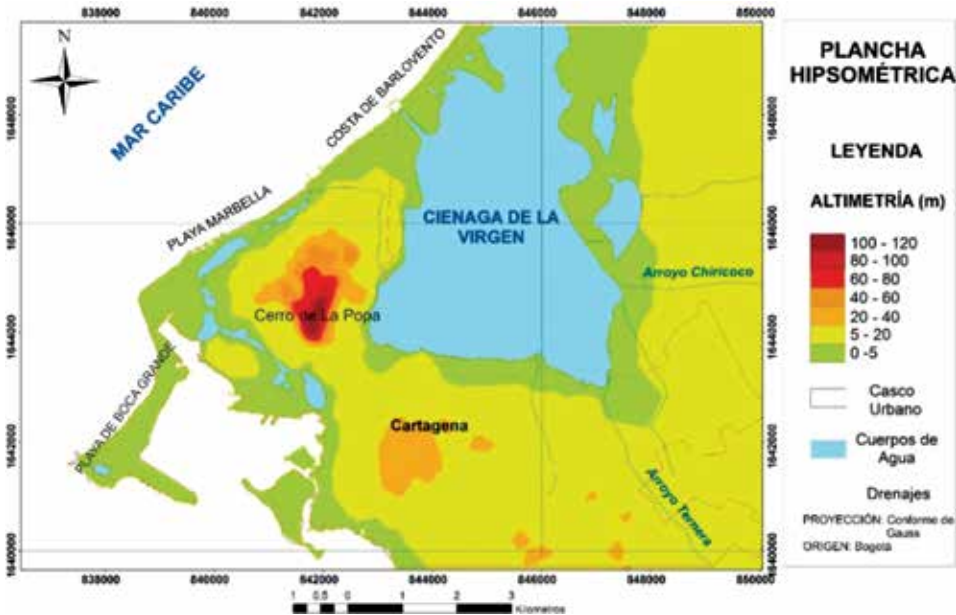 838000 840000 842000 844000 846000 848000 850000
N
MAR CARIBE
COSTA DE BARLOVENTO
PLAYA MARBELLA
PLAYA DE BOCA GRANDE
CIENAGA DE LA
VIRGEN
Arroyo Chiricoco
Cerro de La Popa
Cartagena
Arroyo Ternera
1648000
1646000
1644000
1642000
1640000
1648000
1646000
1644000
1642000
1640000
838000 840000 842000 844000 846000 848000 850000
1 0,5 0 1 2 3
Kilometros
PLANCHA
HIPSOMÉTRICA
LEYENDA
ALTIMETRÍA (m)
100 - 120
80 - 100
60 - 80
40 - 60
20 - 40
5 - 20
0 -5
Casco
Urbano
Cuerpos de
Agua
Drenajes
PROYECCIÓN: Conforme de
Gauss
ORIGEN: Bogotá